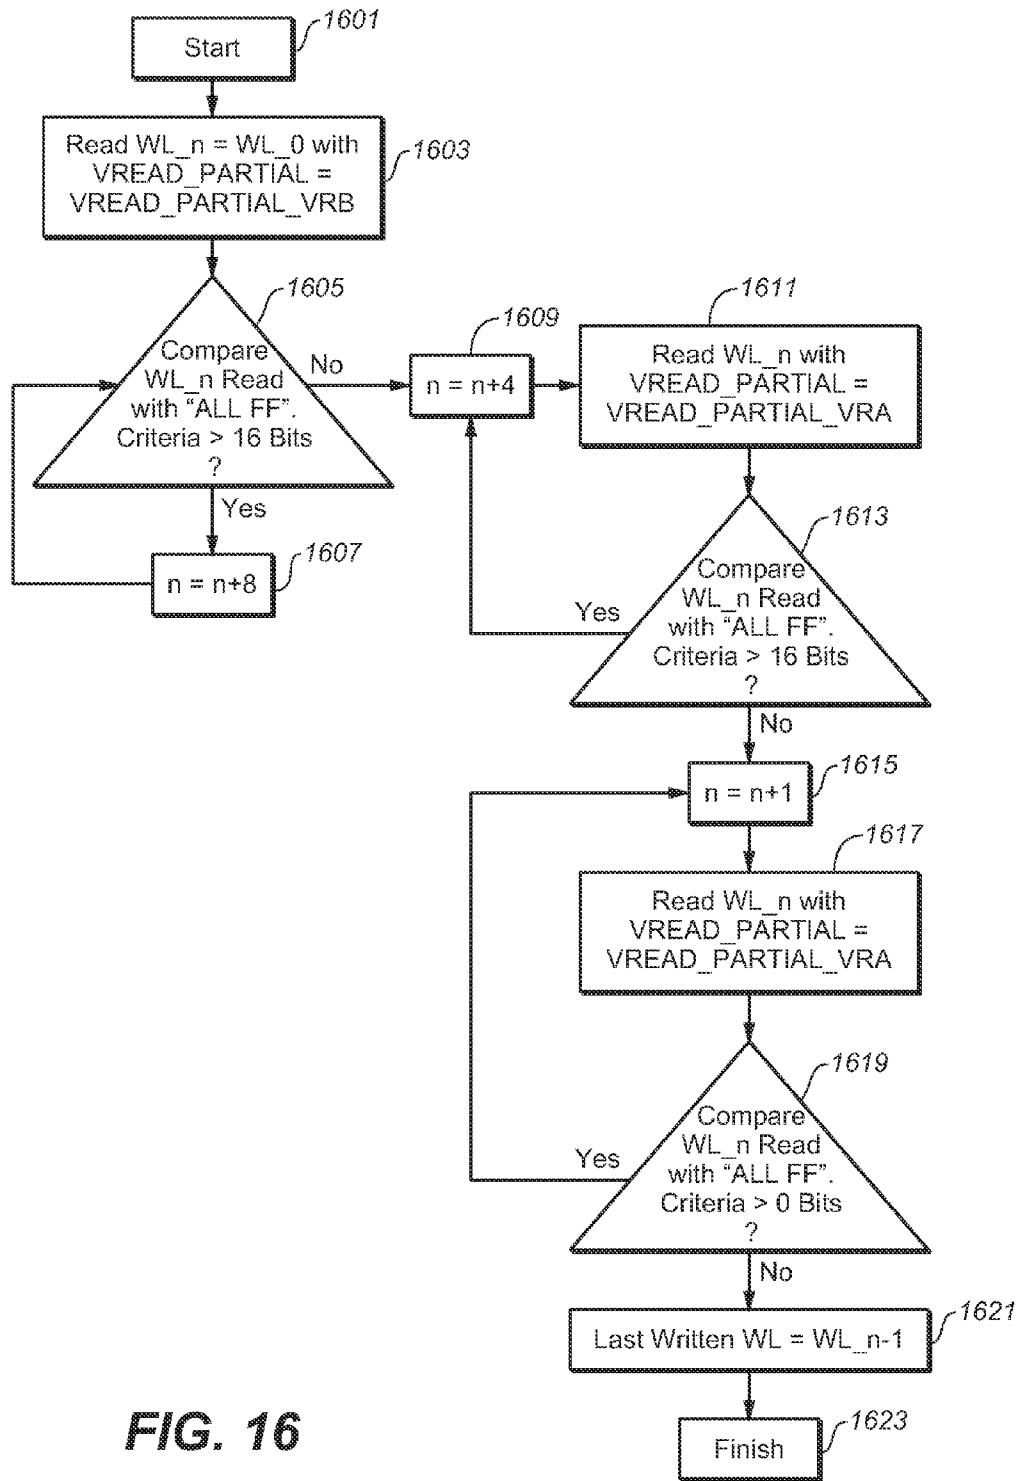 1601
Start
Read WL_n = WL_0 with
VREAD_PARTIAL =
VREAD_PARTIAL_VRB
1603
1605
Compare
WL_n Read
with “ALL FF”.
Criteria > 16 Bits
?
No
Yes
n = n+8
1607
1609
n = n+4
1611
Read WL_n with
VREAD_PARTIAL =
VREAD_PARTIAL_VRA
1613
Compare
WL_n Read
with “ALL FF”.
Criteria > 16 Bits
?
Yes
No
n = n+1
1615
1617
Read WL_n with
VREAD_PARTIAL =
VREAD_PARTIAL_VRA
1619
Compare
WL_n Read
with “ALL FF”.
Criteria > 0 Bits
?
Yes
No
Last Written WL = WL_n-1
1621
Finish
1623
FIG. 16